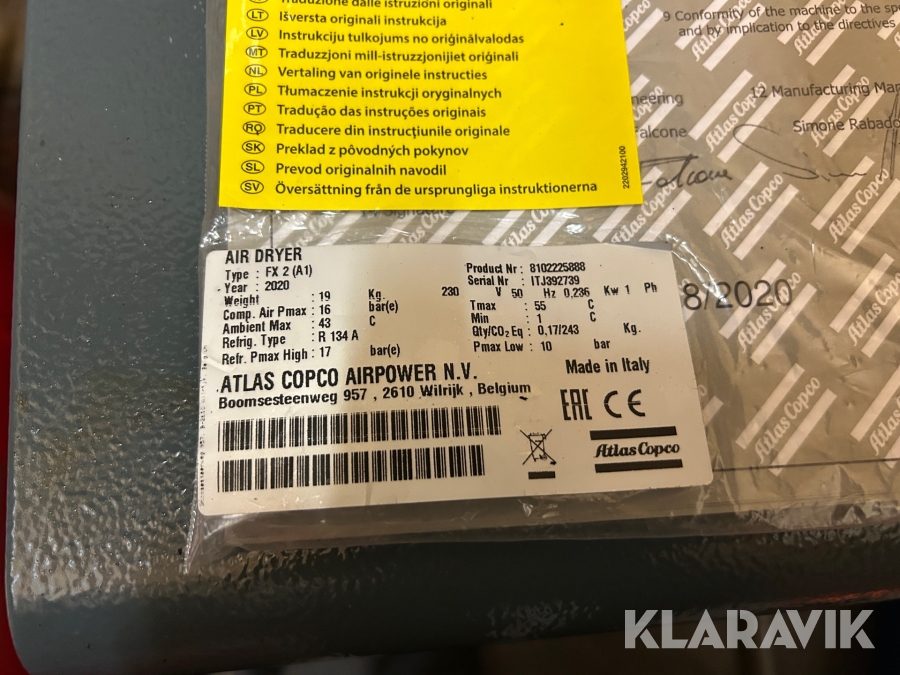 Traduzione dalle istruzioni originali
LT Išversta originali instrukcija
LV Instrukciju tulkojums no oriģinālvalodas
MT Traduzzjoni mill-istruzzjonijiet oriġinali
NL Vertaling van originele instructies
PL Tłumaczenie instrukcji oryginalnych
PT Tradução das instruções originais
RO Traducere din instrucţiunile originale
SK Preklad z pôvodných pokynov
SL Prevod originalnih navodil
SV Översättning från de ursprungliga instruktionerna
2202942100
9 Conformity of the machine to the
and by implication to the directives
12 Manufacturing
Falcone
Simone
Atlas Copco
8/2020
AIR DRYER
Type : FX 2 (A1)
Year : 2020
Weight : 19 Kg.
Comp. Air Pmax : 16 bar(e)
Ambient Max : 43 C
Refrig. Type : R 134 A
Refr. Pmax High : 17 bar(e)
Product Nr : 8102225888
Serial Nr : ITJ392739
230 V 50 Hz 0,236 Kw 1 Ph
Tmax : 55 C
Min : 1 C
Qty/CO₂ Eq : 0,17/243 Kg.
Pmax Low : 10 bar
ATLAS COPCO AIRPOWER N.V.
Boomsesteenweg 957 , 2610 Wilrijk , Belgium
Made in Italy
EAC CE
Atlas Copco
KLARAVIK